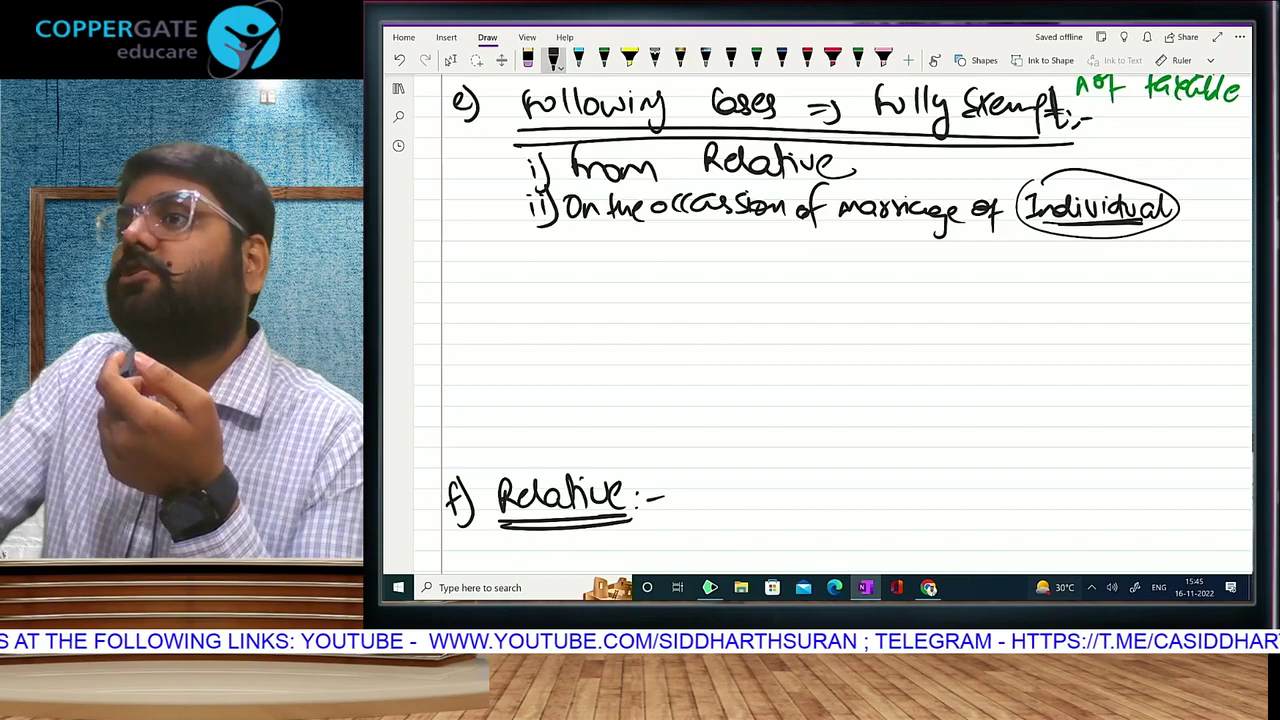 COPPERGATE
educare
Home Insert Draw View Help
Saved offline
Share
Shapes
Ink to Shape
Ink to Text
Ruler
not taxable
e) Following Cases => Fully Exempt:-
i) From Relative
ii) On the occassion of marriage of Individual
f) Relative:-
Type here to search
30°C
ENG
15:45
16-11-2022
S AT THE FOLLOWING LINKS: YOUTUBE - WWW.YOUTUBE.COM/SIDDHARTHSURAN ; TELEGRAM - HTTPS://T.ME/CASIDDHAR